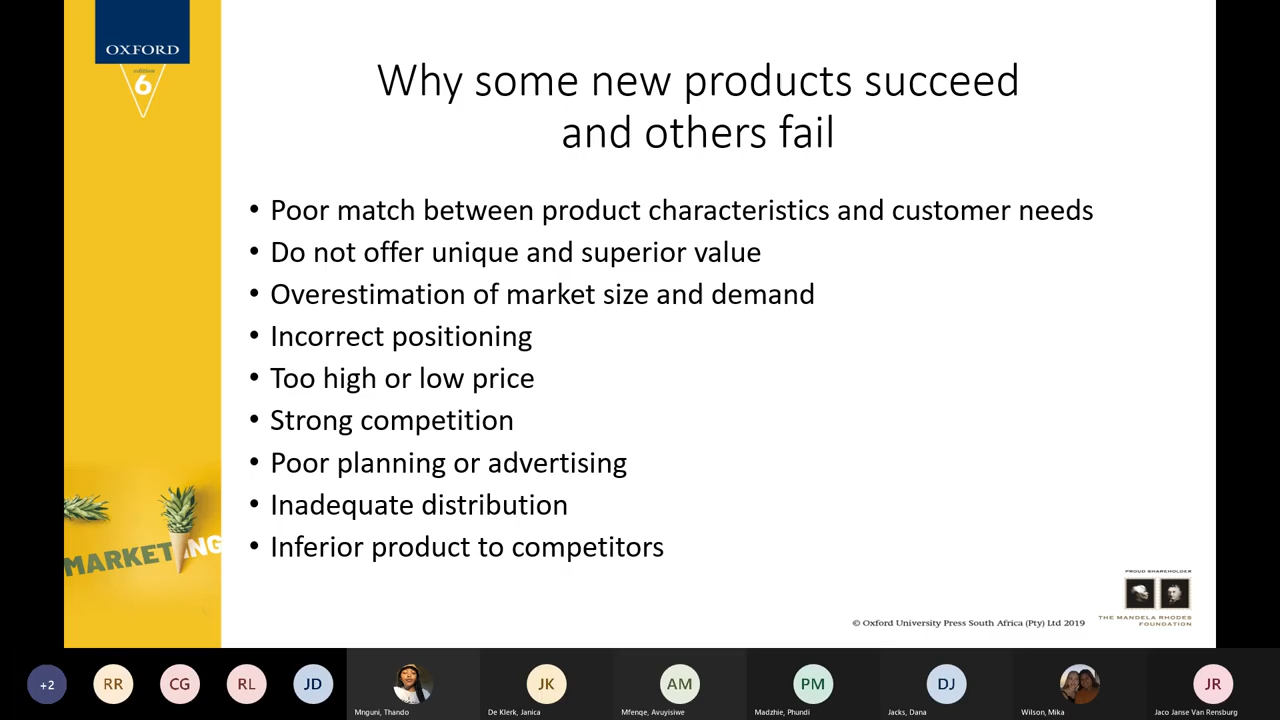 OXFORD
edition
6
Why some new products succeed
and others fail
• Poor match between product characteristics and customer needs
• Do not offer unique and superior value
• Overestimation of market size and demand
• Incorrect positioning
• Too high or low price
• Strong competition
• Poor planning or advertising
• Inadequate distribution
• Inferior product to competitors
MARKETING
PROUD SHAREHOLDER
THE MANDELA RHODES
FOUNDATION
© Oxford University Press South Africa (Pty) Ltd 2019
+2 RR CG RL JD JK AM PM DJ JR
Mnguni, Thando De Klerk, Janica Mfenqe, Avuyisiwe Madzhie, Phundi Jacks, Dana Wilson, Mika Jaco Janse Van Rensburg